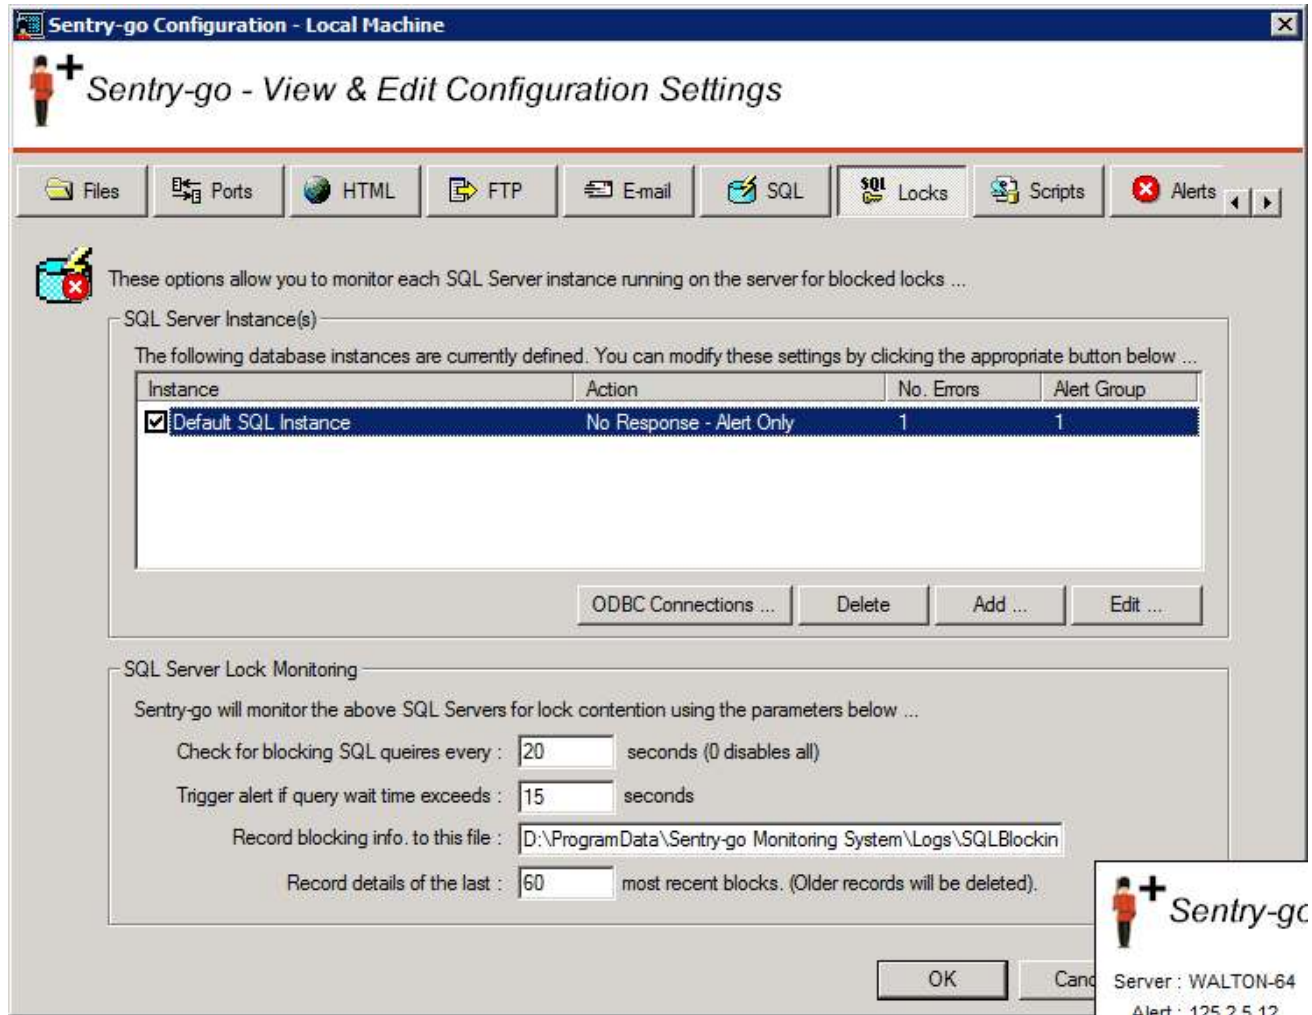 Sentry-go Configuration - Local Machine
Sentry-go - View & Edit Configuration Settings
Files Ports HTML FTP E-mail SQL SQL Locks Scripts Alerts
These options allow you to monitor each SQL Server instance running on the server for blocked locks ...
SQL Server Instance(s)
The following database instances are currently defined. You can modify these settings by clicking the appropriate button below ...
Instance Action No. Errors Alert Group
Default SQL Instance No Response - Alert Only 1 1
ODBC Connections ... Delete Add ... Edit ...
SQL Server Lock Monitoring
Sentry-go will monitor the above SQL Servers for lock contention using the parameters below ...
Check for blocking SQL queires every : 20 seconds (0 disables all)
Trigger alert if query wait time exceeds : 15 seconds
Record blocking info. to this file : D:\ProgramData\Sentry-go Monitoring System\Logs\SQLBlockin
Record details of the last : 60 most recent blocks. (Older records will be deleted).
Sentry-go
OK Canc
Server : WALTON-64
Alert : 125.2.5.12